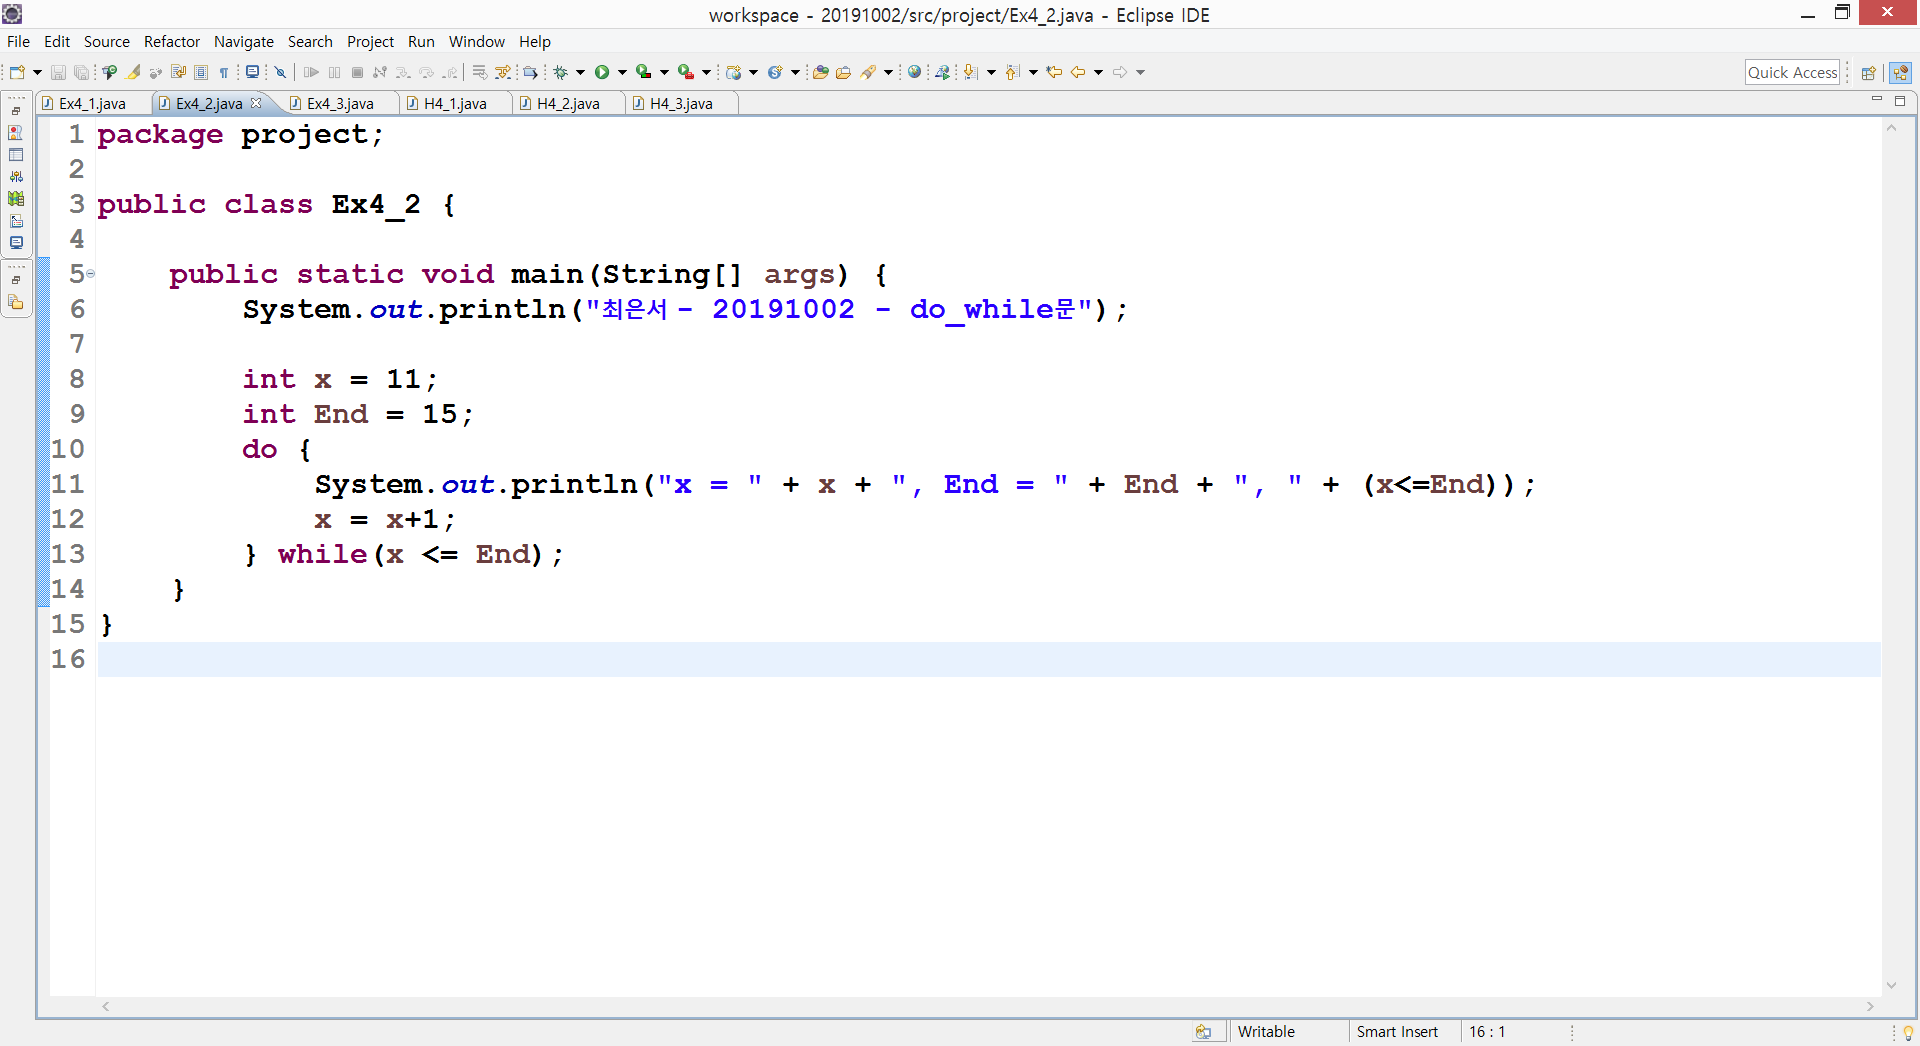 workspace - 20191002/src/project/Ex4_2.java - Eclipse IDE
File Edit Source Refactor Navigate Search Project Run Window Help
Quick Access
Ex4_1.java Ex4_2.java Ex4_3.java H4_1.java H4_2.java H4_3.java
1 package project;
2
3 public class Ex4_2 {
4
5 public static void main(String[] args) {
6 System.out.println("최은서 - 20191002 - do_while문");
7
8 int x = 11;
9 int End = 15;
10 do {
11 System.out.println("x = " + x + ", End = " + End + ", " + (x<=End));
12 x = x+1;
13 } while(x <= End);
14 }
15 }
16
Writable Smart Insert 16 : 1